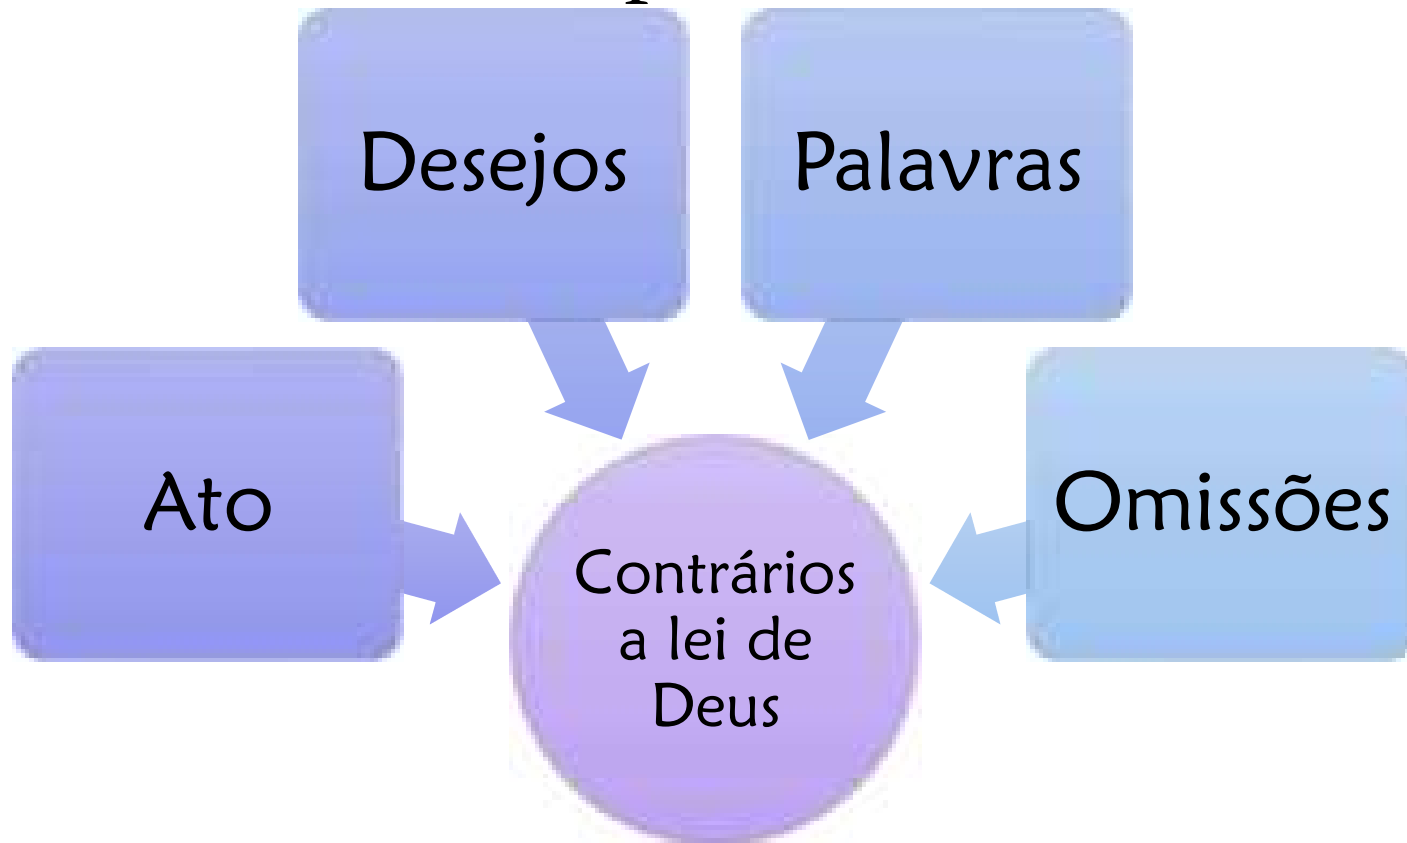 Desejos
Palavras
Ato
Omissões
Contrários
a lei de
Deus